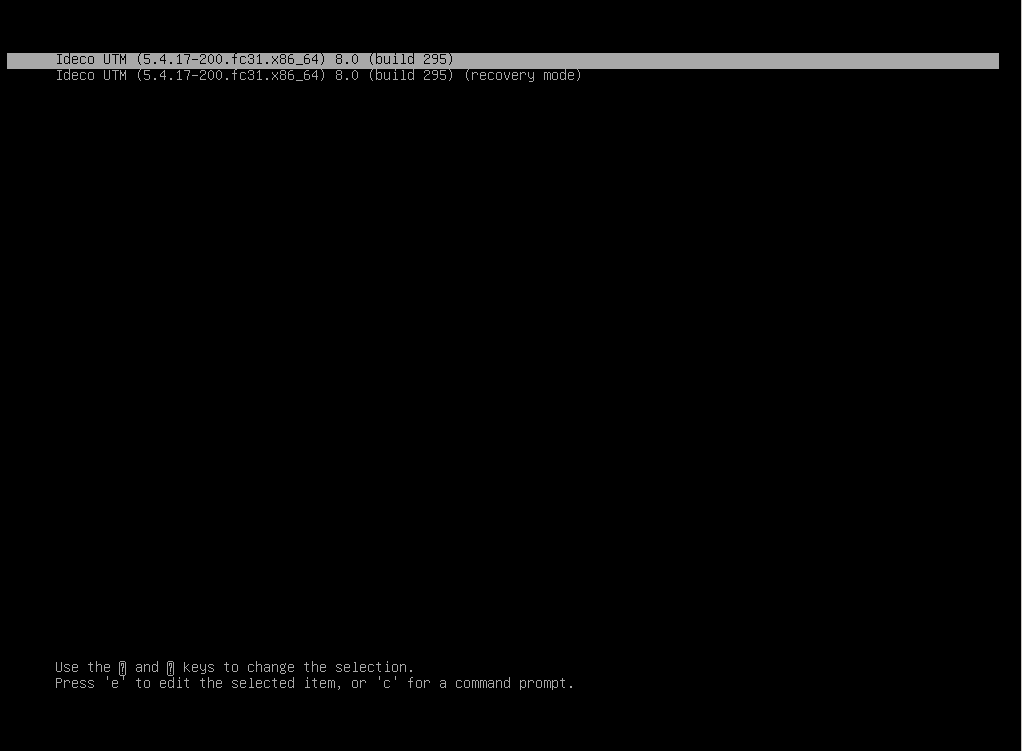 Ideco UTM (5.4.17-200.fc31.x86_64) 8.0 (build 295)
Ideco UTM (5.4.17-200.fc31.x86_64) 8.0 (build 295) (recovery mode)
Use the and keys to change the selection.
Press 'e' to edit the selected item, or 'c' for a command prompt.